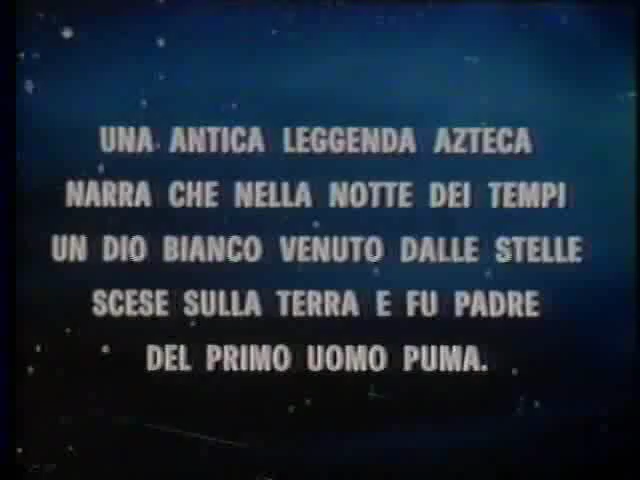 UNA ANTICA LEGGENDA AZTECA
NARRA CHE NELLA NOTTE DEI TEMPI
UN DIO BIANCO VENUTO DALLE STELLE
SCESE SULLA TERRA E FU PADRE
DEL PRIMO UOMO PUMA.